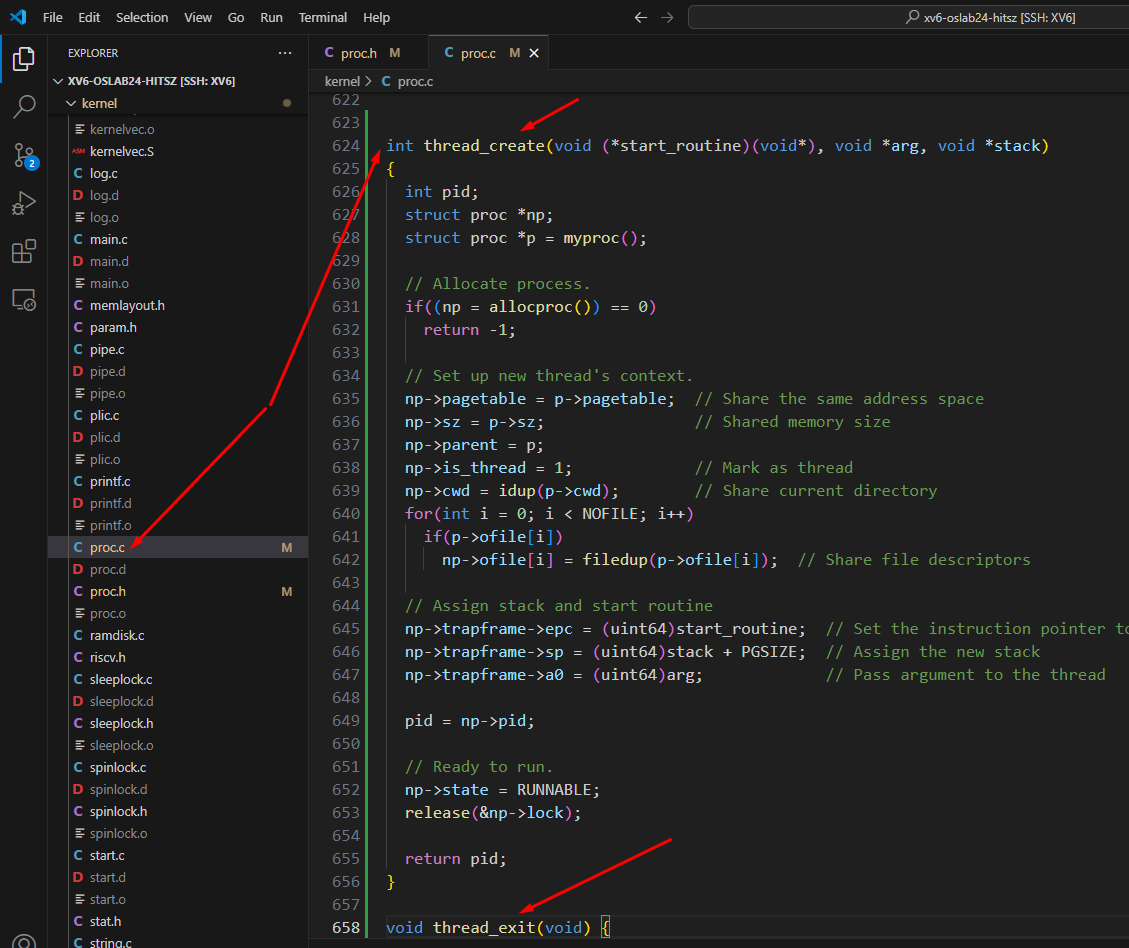 File Edit Selection View Go Run Terminal Help
xv6-oslab24-hitsz [SSH: XV6]
EXPLORER
XV6-OSLAB24-HITSZ [SSH: XV6]
kernel
kernelvec.o
ASM kernelvec.S
C log.c
D log.d
log.o
C main.c
D main.d
main.o
C memlayout.h
C param.h
C pipe.c
D pipe.d
pipe.o
C plic.c
D plic.d
plic.o
C printf.c
D printf.d
printf.o
C proc.c M
D proc.d
C proc.h M
proc.o
C ramdisk.c
C riscv.h
C sleeplock.c
D sleeplock.d
C sleeplock.h
sleeplock.o
C spinlock.c
D spinlock.d
C spinlock.h
spinlock.o
C start.c
D start.d
start.o
C stat.h
C string.c
2
C proc.h M
C proc.c M
kernel > C proc.c
622
623
624 int thread_create(void (*start_routine)(void*), void *arg, void *stack)
625 {
626 int pid;
627 struct proc *np;
628 struct proc *p = myproc();
629
630 // Allocate process.
631 if((np = allocproc()) == 0)
632 return -1;
633
634 // Set up new thread's context.
635 np->pagetable = p->pagetable; // Share the same address space
636 np->sz = p->sz; // Shared memory size
637 np->parent = p;
638 np->is_thread = 1; // Mark as thread
639 np->cwd = idup(p->cwd); // Share current directory
640 for(int i = 0; i < NOFILE; i++)
641 if(p->ofile[i])
642 np->ofile[i] = filedup(p->ofile[i]); // Share file descriptors
643
644 // Assign stack and start routine
645 np->trapframe->epc = (uint64)start_routine; // Set the instruction pointer to
646 np->trapframe->sp = (uint64)stack + PGSIZE; // Assign the new stack
647 np->trapframe->a0 = (uint64)arg; // Pass argument to the thread
648
649 pid = np->pid;
650
651 // Ready to run.
652 np->state = RUNNABLE;
653 release(&np->lock);
654
655 return pid;
656 }
657
658 void thread_exit(void) {